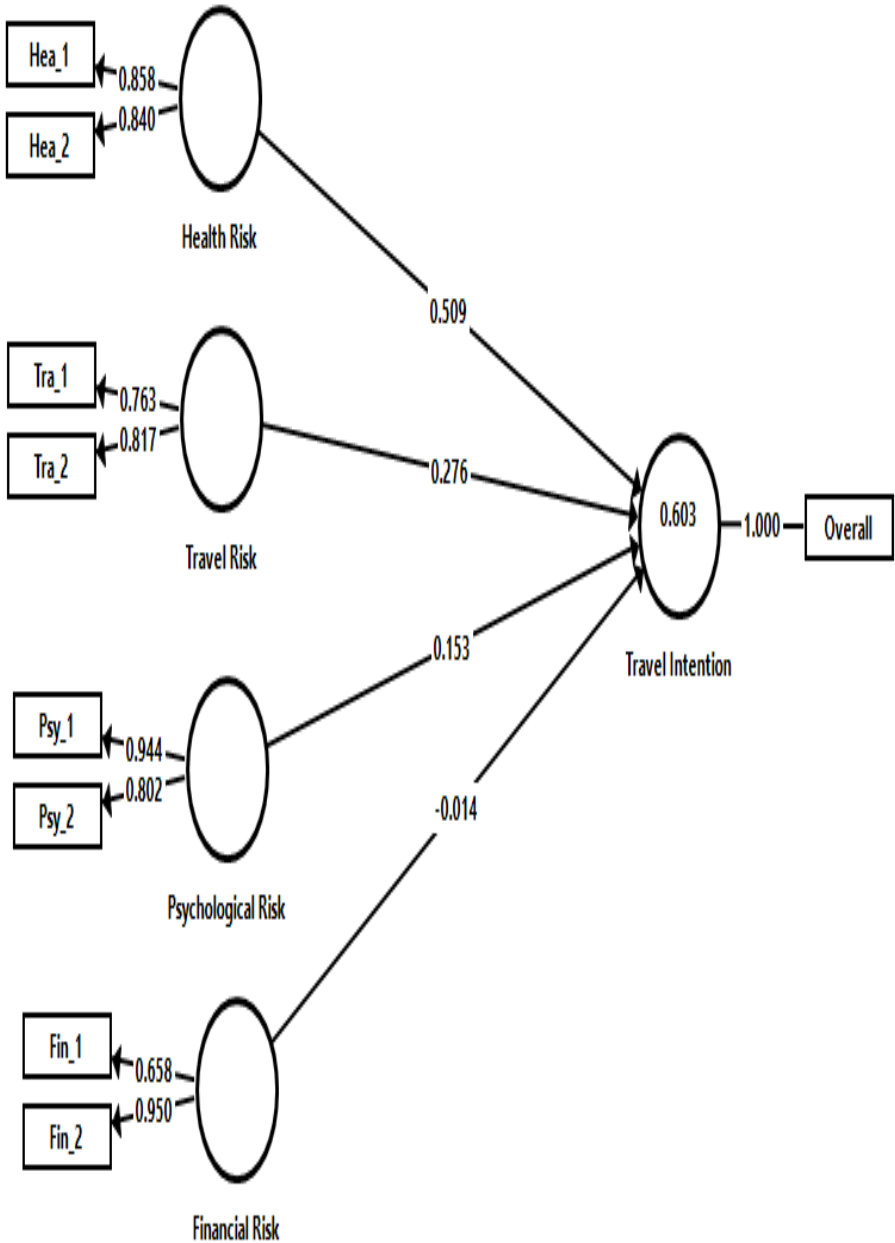 Hea_1
0.858
0.840
Hea_2
Health Risk
0.509
Tra_1
0.763
0.817
Tra_2
Travel Risk
0.276
0.603
1.000
Overall
Travel Intention
Psy_1
0.944
0.802
Psy_2
Psychological Risk
0.153
-0.014
Fin_1
0.658
0.950
Fin_2
Financial Risk